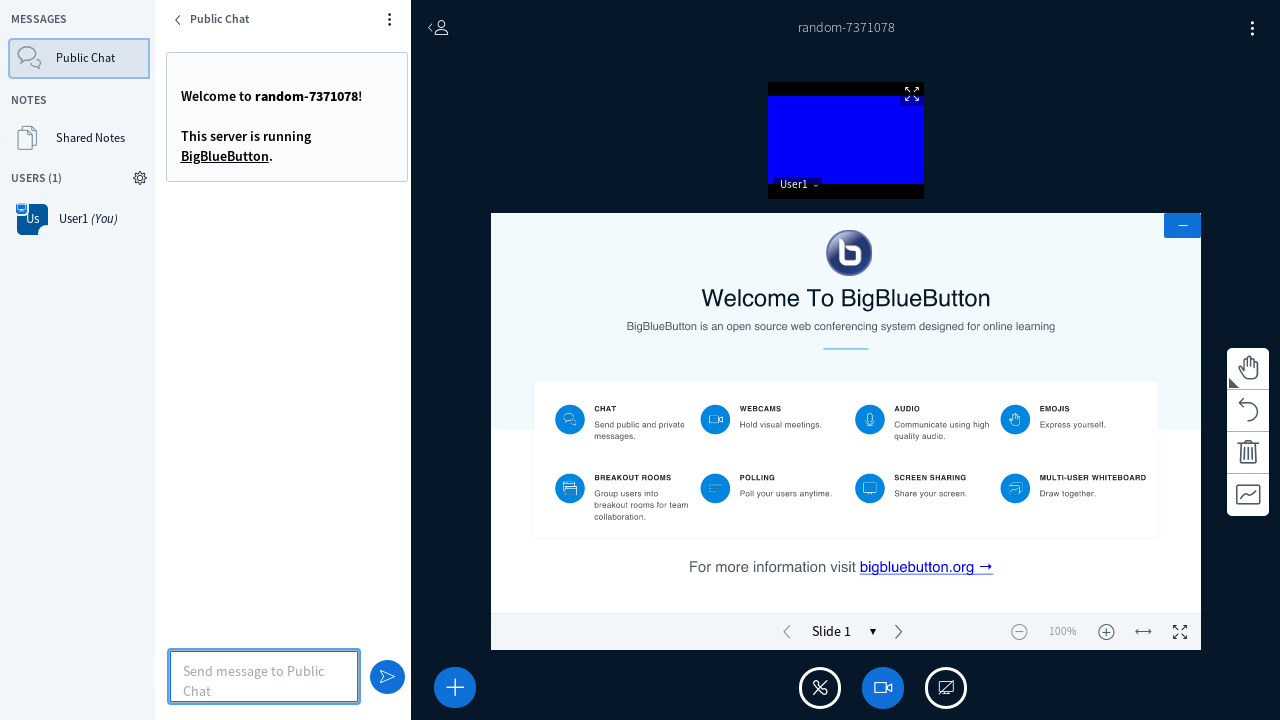 MESSAGES
Public Chat
NOTES
Shared Notes
USERS (1)
Us
User1 (You)
Public Chat
Welcome to random-7371078!
This server is running
BigBlueButton.
Send message to Public
Chat
random-7371078
User1
Welcome To BigBlueButton
BigBlueButton is an open source web conferencing system designed for online learning
CHAT
Send public and private
messages.
WEBCAMS
Hold visual meetings.
AUDIO
Communicate using high
quality audio.
EMOJIS
Express yourself.
BREAKOUT ROOMS
Group users into
breakout rooms for team
collaboration.
POLLING
Poll your users anytime.
SCREEN SHARING
Share your screen.
MULTI-USER WHITEBOARD
Draw together.
For more information visit bigbluebutton.org →
Slide 1
100%